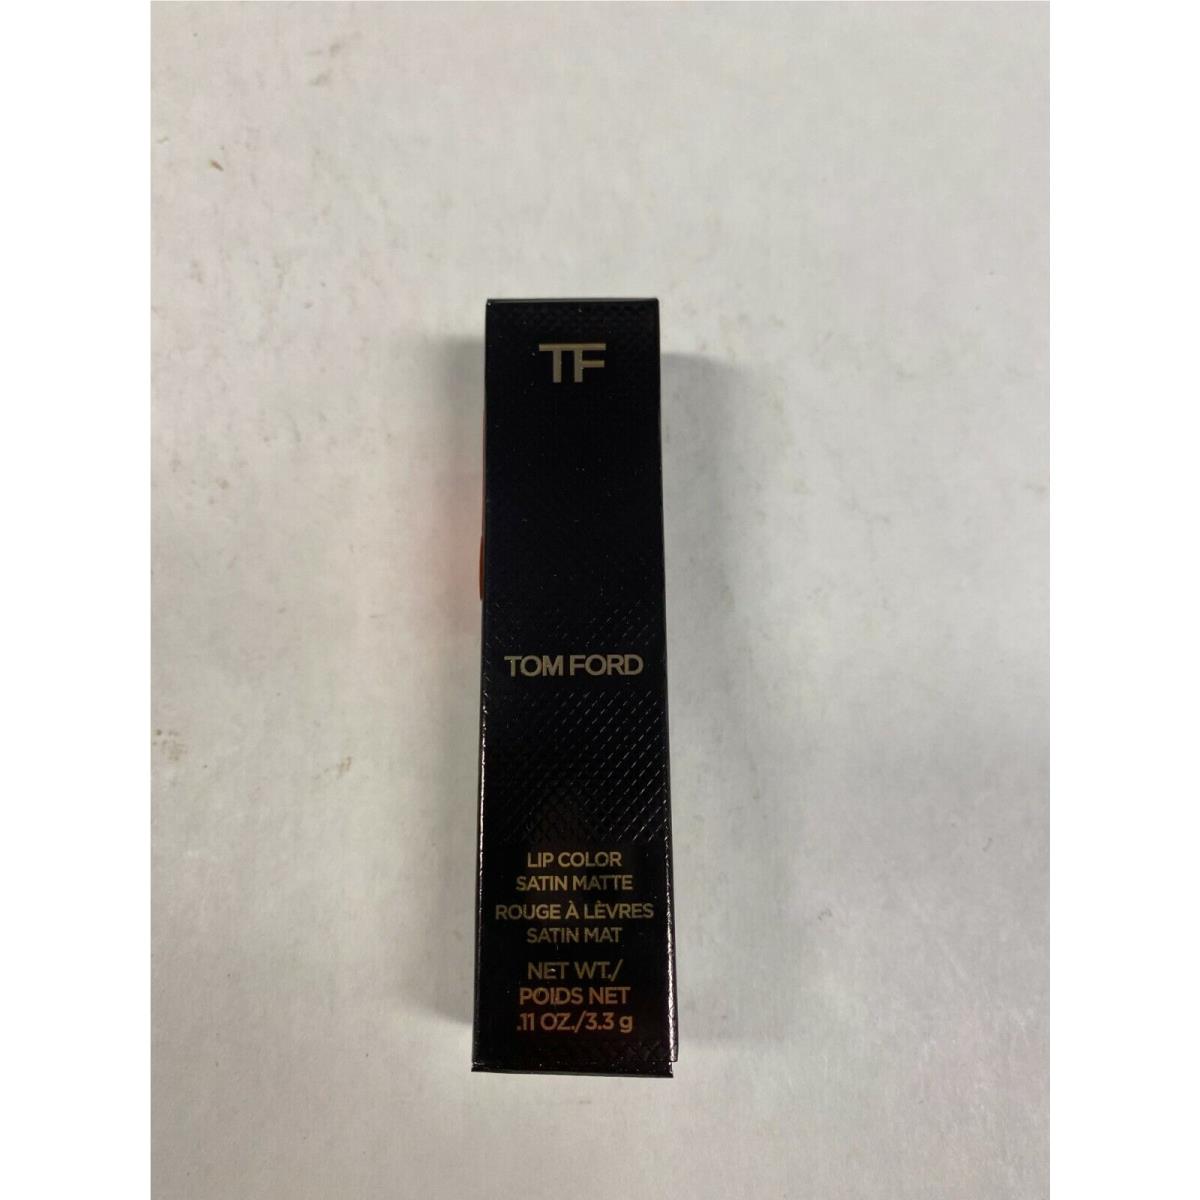 TF
TOM FORD
LIP COLOR
SATIN MATTE
ROUGE À LÈVRES
SATIN MAT
NET WT./
POIDS NET
.11 OZ./3.3 g